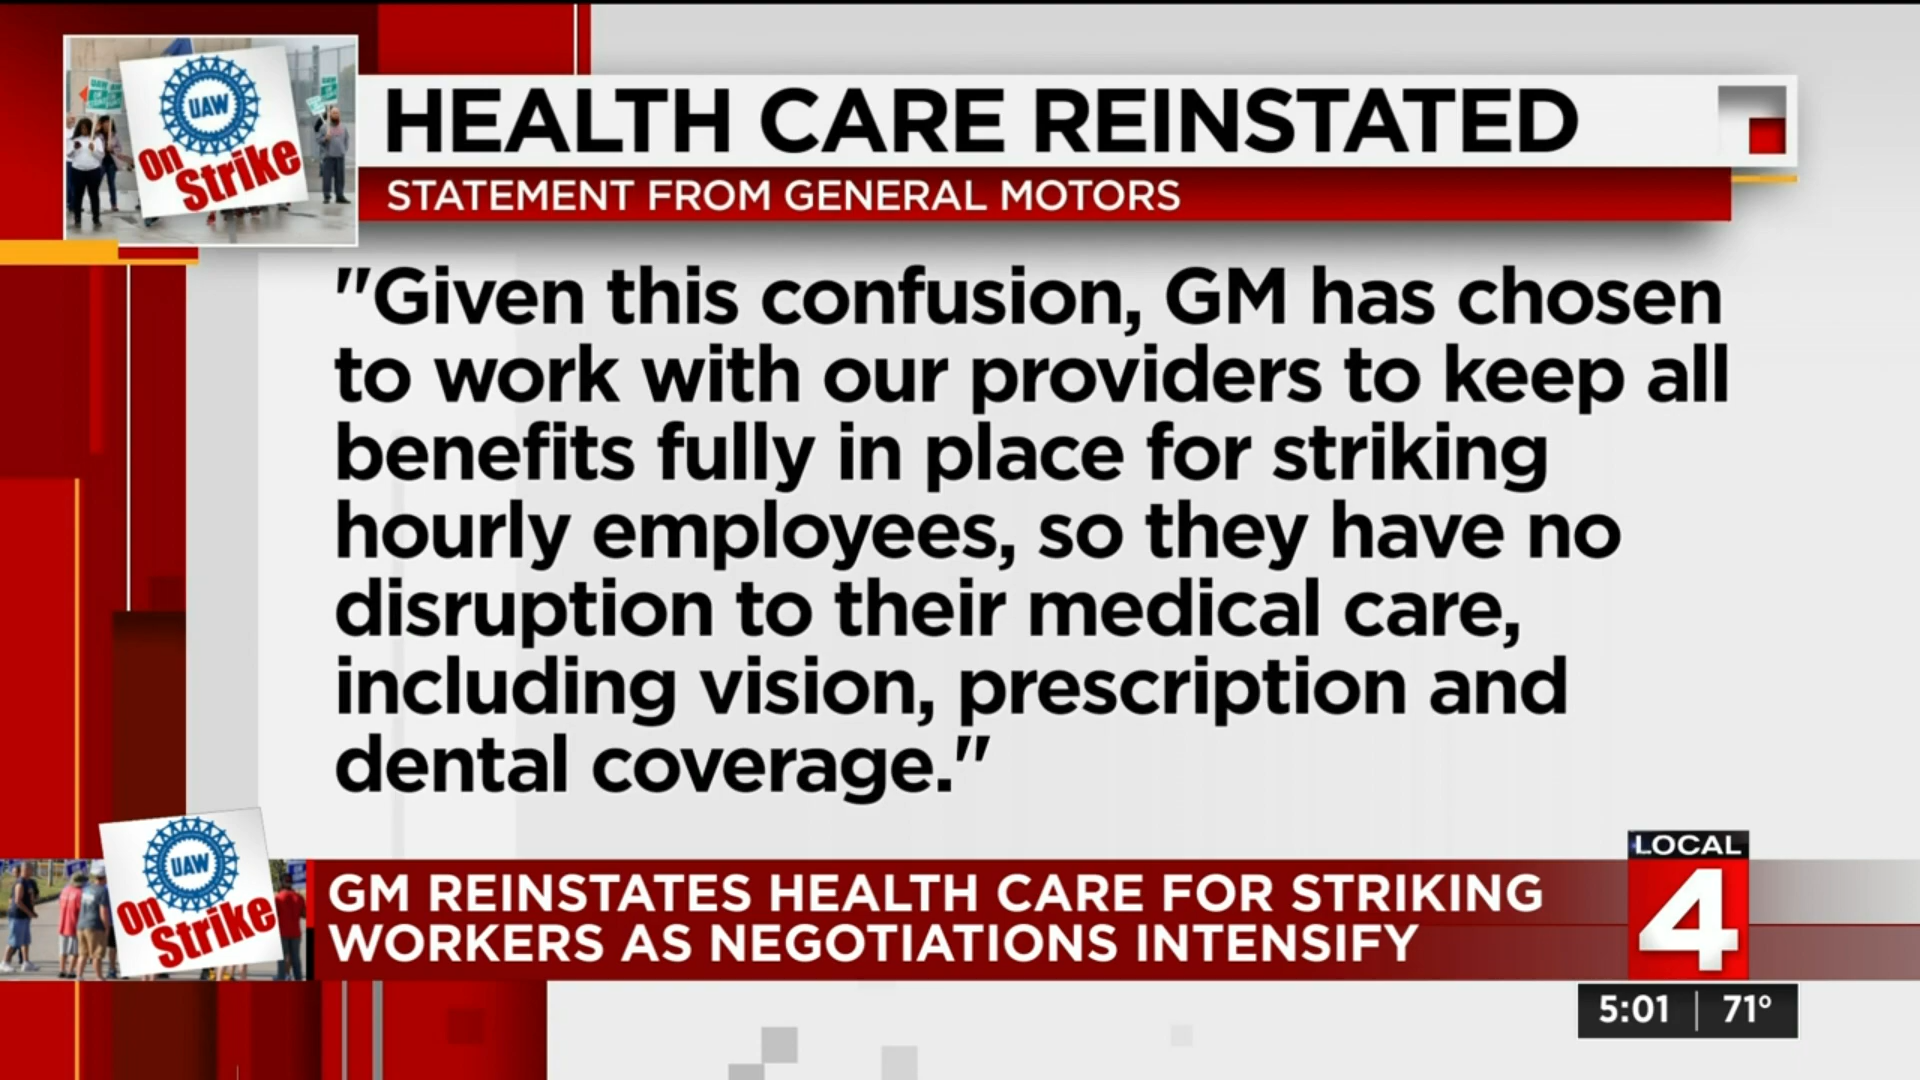 UAW
On
Strike
HEALTH CARE REINSTATED
STATEMENT FROM GENERAL MOTORS
"Given this confusion, GM has chosen
to work with our providers to keep all
benefits fully in place for striking
hourly employees, so they have no
disruption to their medical care,
including vision, prescription and
dental coverage."
UAW
On
Strike
GM REINSTATES HEALTH CARE FOR STRIKING
WORKERS AS NEGOTIATIONS INTENSIFY
LOCAL
4
5:01 71°